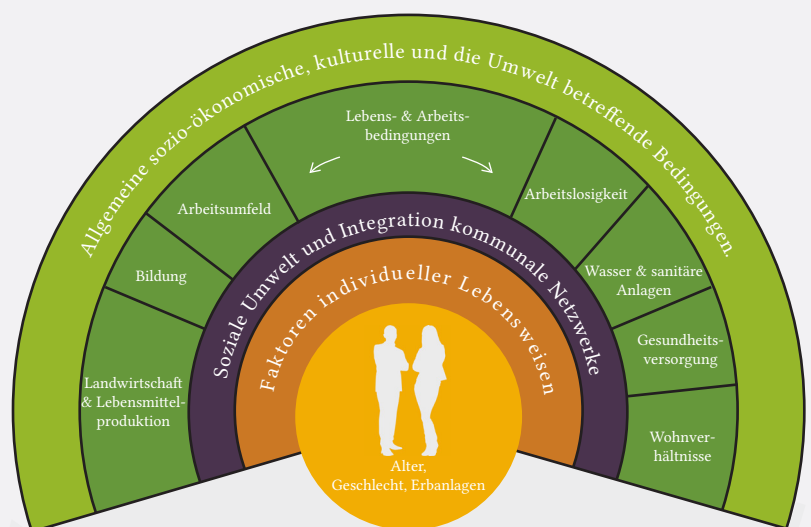 Allgemeine sozio-ökonomische, kulturelle und die Umwelt betreffende Bedingungen.
Lebens- & Arbeits-
bedingungen
Arbeitsumfeld
Arbeitslosigkeit
Bildung
Wasser & sanitäre
Anlagen
Landwirtschaft
& Lebensmittel-
produktion
Gesundheits-
versorgung
Wohnver-
hältnisse
Soziale Umwelt und Integration kommunale Netzwerke
Faktoren individueller Lebensweisen
Alter,
Geschlecht, Erbanlagen